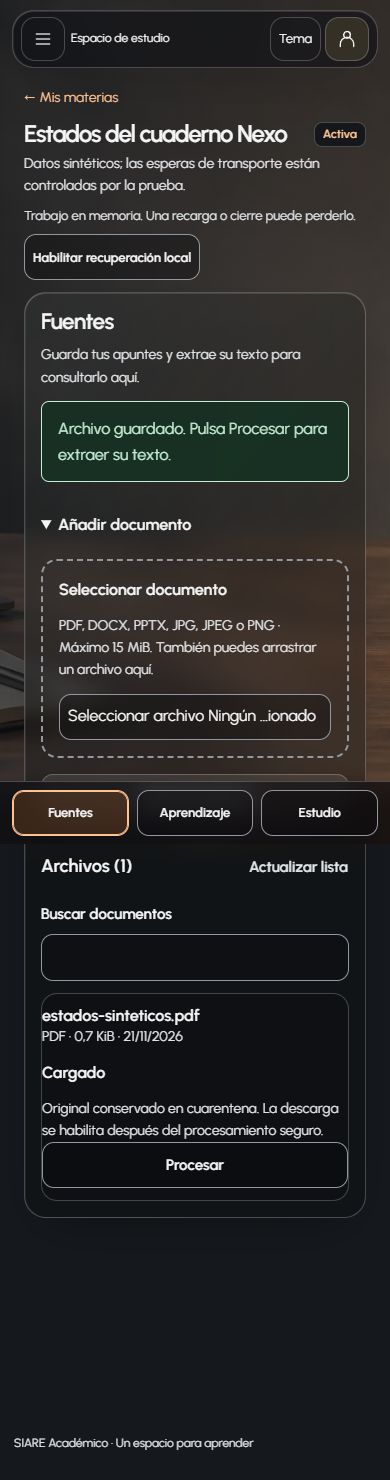 Espacio de estudio
Tema
← Mis materias
Estados del cuaderno Nexo
Activa
Datos sintéticos; las esperas de transporte están
controladas por la prueba.
Trabajo en memoria. Una recarga o cierre puede perderlo.
Habilitar recuperación local
Fuentes
Guarda tus apuntes y extrae su texto para
consultarlo aquí.
Archivo guardado. Pulsa Procesar para
extraer su texto.
▼ Añadir documento
Seleccionar documento
PDF, DOCX, PPTX, JPG, JPEG o PNG ·
Máximo 15 MiB. También puedes arrastrar
un archivo aquí.
Seleccionar archivo Ningún ...ionado
Fuentes
Aprendizaje
Estudio
Archivos (1)
Actualizar lista
Buscar documentos
estados-sinteticos.pdf
PDF · 0,7 KiB · 21/11/2026
Cargado
Original conservado en cuarentena. La descarga
se habilita después del procesamiento seguro.
Procesar
SIARE Académico · Un espacio para aprender